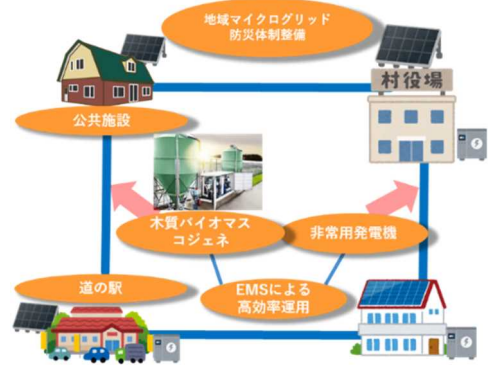 地域マイクログリッド
防災体制整備
村役場
公共施設
木質バイオマス
コジェネ
非常用発電機
道の駅
EMSによる
高効率運用